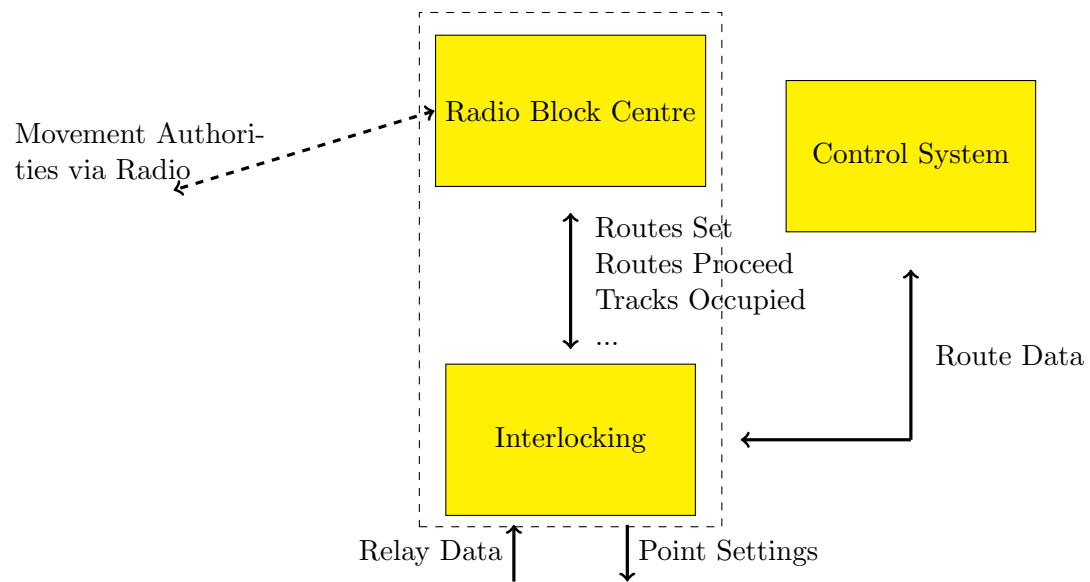 Radio Block Centre
Movement Authori-
ties via Radio
Control System
Routes Set
Routes Proceed
Tracks Occupied
...
Route Data
Interlocking
Relay Data
Point Settings